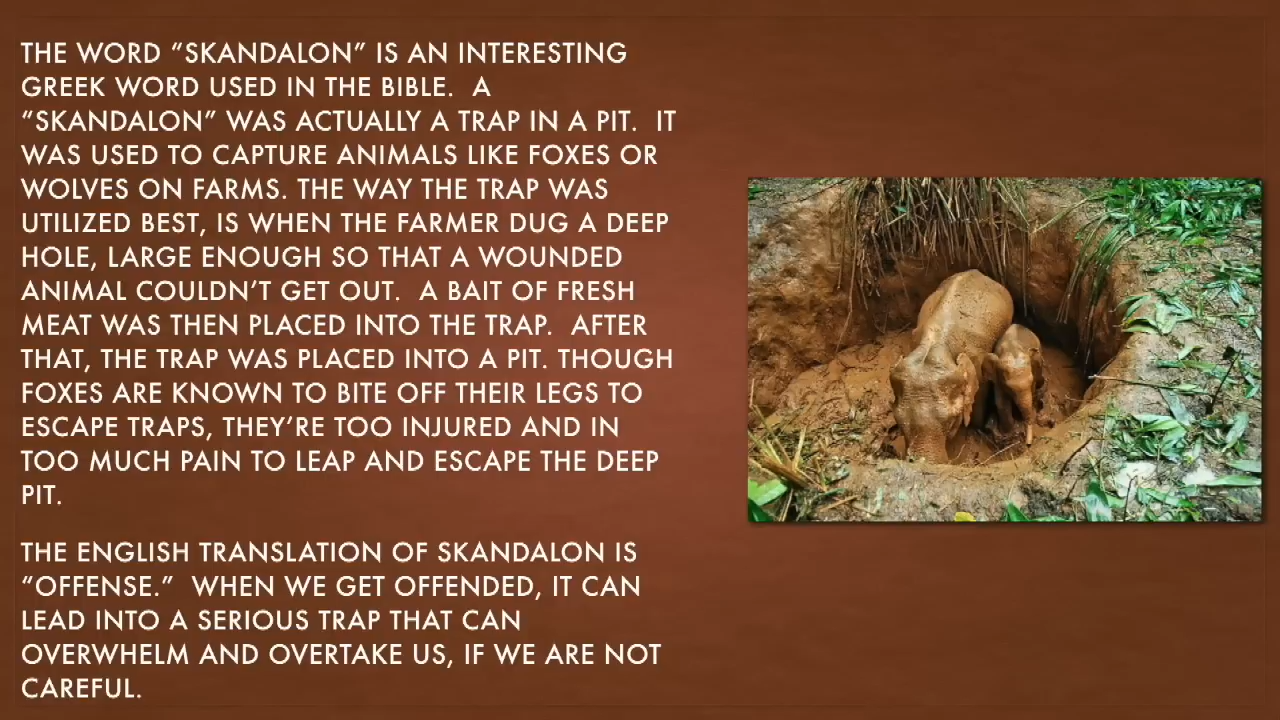 THE WORD “SKANDALON” IS AN INTERESTING
GREEK WORD USED IN THE BIBLE.  A
“SKANDALON” WAS ACTUALLY A TRAP IN A PIT.  IT
WAS USED TO CAPTURE ANIMALS LIKE FOXES OR
WOLVES ON FARMS. THE WAY THE TRAP WAS
UTILIZED BEST, IS WHEN THE FARMER DUG A DEEP
HOLE, LARGE ENOUGH SO THAT A WOUNDED
ANIMAL COULDN’T GET OUT.  A BAIT OF FRESH
MEAT WAS THEN PLACED INTO THE TRAP.  AFTER
THAT, THE TRAP WAS PLACED INTO A PIT. THOUGH
FOXES ARE KNOWN TO BITE OFF THEIR LEGS TO
ESCAPE TRAPS, THEY’RE TOO INJURED AND IN
TOO MUCH PAIN TO LEAP AND ESCAPE THE DEEP
PIT.
THE ENGLISH TRANSLATION OF SKANDALON IS
“OFFENSE.”  WHEN WE GET OFFENDED, IT CAN
LEAD INTO A SERIOUS TRAP THAT CAN
OVERWHELM AND OVERTAKE US, IF WE ARE NOT
CAREFUL.